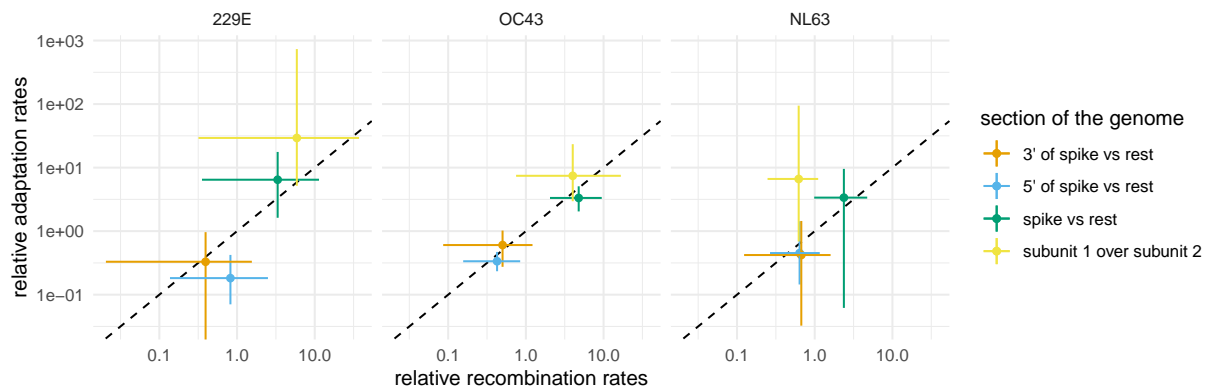 229E OC43 NL63
1e+03
1e+02
1e+01
1e+00
1e−01
relative adaptation rates
0.1 1.0 10.0 0.1 1.0 10.0 0.1 1.0 10.0
relative recombination rates
section of the genome
3' of spike vs rest
5' of spike vs rest
spike vs rest
subunit 1 over subunit 2